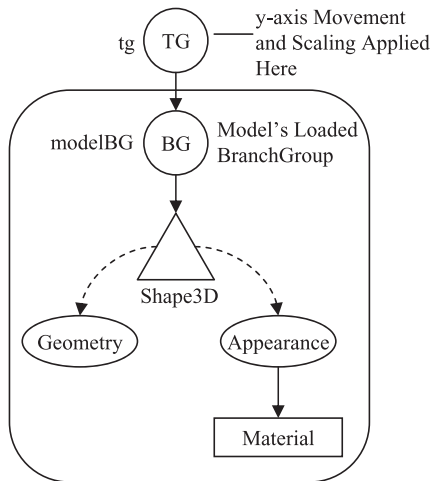 tg
TG
y-axis Movement
and Scaling Applied
Here
modelBG
BG
Model's Loaded
BranchGroup
Shape3D
Geometry
Appearance
Material